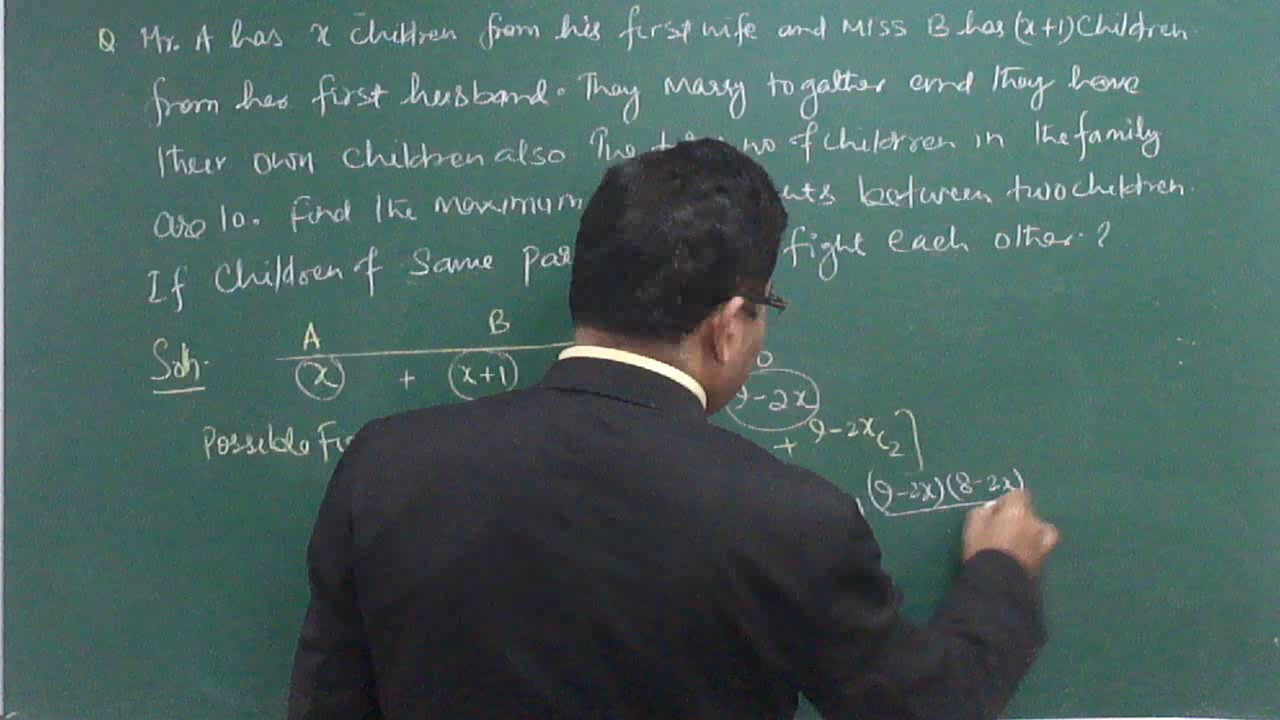 Q Mr. A has x children from his first wife and Miss B has (x+1) Children
from her first husband. They marry togather and they have
their own children also The no of children in the family
are 10. Find the maximum between two children.
If Children of Same fight each other.?
Soln. A B
x + (x+1) 9-2x
Possible + 9-2xC2]
(9-2x)(8-2x)